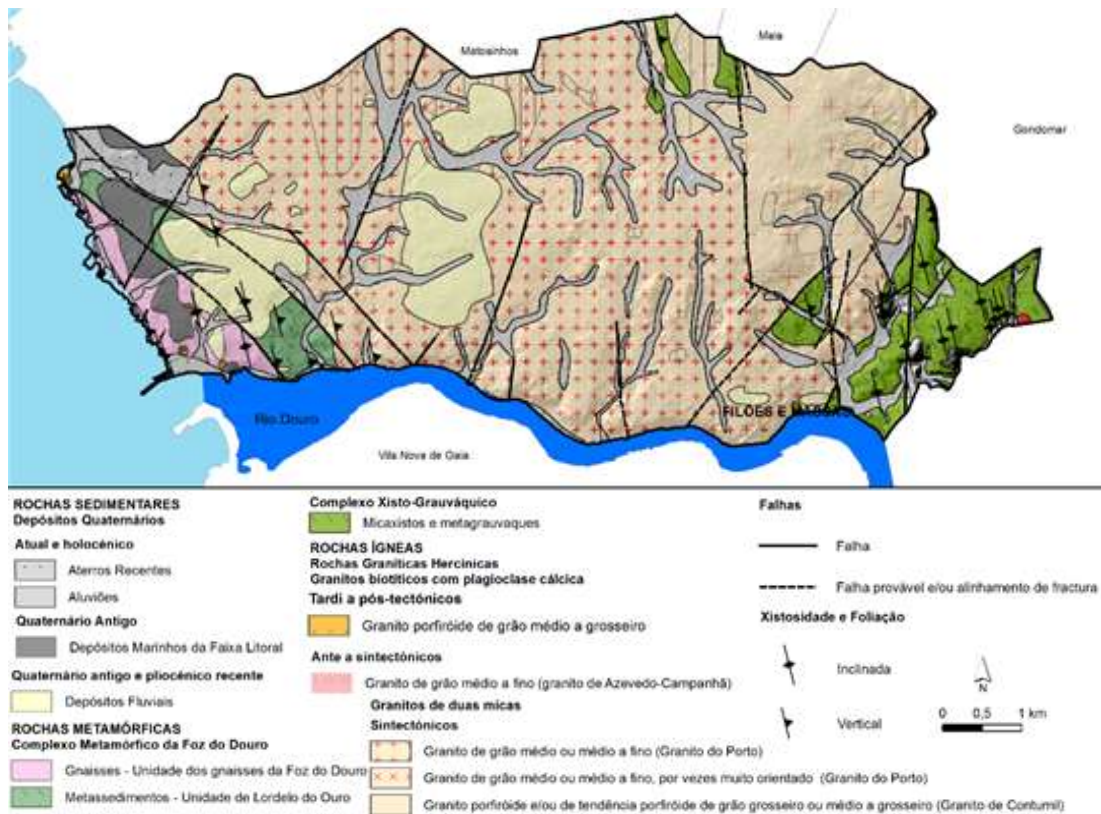 Matosinhos
Maia
Gondomar
FILÕES E MASSAS
Rio Douro
Vila Nova de Gaia
ROCHAS SEDIMENTARES
Depósitos Quaternários
Atual e holocénico
Aterros Recentes
Aluviões
Quaternário Antigo
Depósitos Marinhos da Faixa Litoral
Quaternário antigo e pliocénico recente
Depósitos Fluviais
ROCHAS METAMÓRFICAS
Complexo Metamórfico da Foz do Douro
Gnaisses - Unidade dos gnaisses da Foz do Douro
Metassedimentos - Unidade de Lordelo do Ouro
Complexo Xisto-Grauváquico
Micaxistos e metagrauvaques
ROCHAS ÍGNEAS
Rochas Graníticas Hercínicas
Granitos biotíticos com plagioclase cálcica
Tardi a pós-tectónicos
Granito porfiróide de grão médio a grosseiro
Ante a sintectónicos
Granito de grão médio a fino (granito de Azevedo-Campanhã)
Granitos de duas micas
Sintectónicos
Granito de grão médio ou médio a fino (Granito do Porto)
Granito de grão médio ou médio a fino, por vezes muito orientado (Granito do Porto)
Granito porfiróide e/ou de tendência porfiróide de grão grosseiro ou médio a grosseiro (Granito de Contumil)
Falhas
Falha
Falha provável e/ou alinhamento de fractura
Xistosidade e Foliação
Inclinada
Vertical
N
0 0,5 1 km